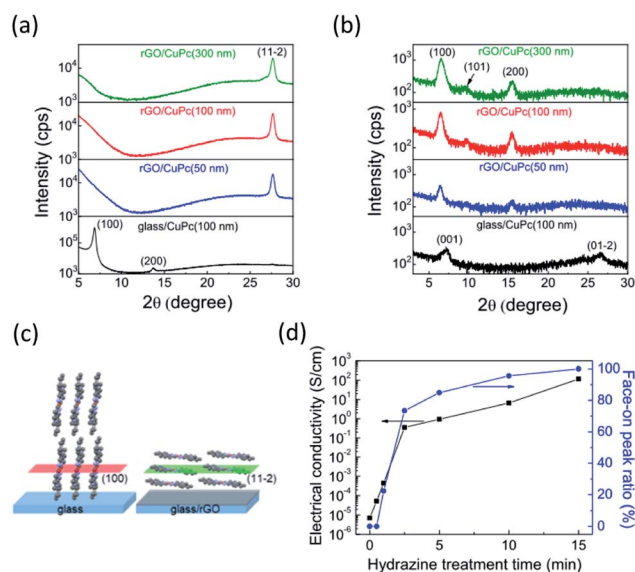 (a)
(b)
rGO/CuPc(300 nm)
(11-2)
10⁴
10³
rGO/CuPc(100 nm)
10⁴
10³
rGO/CuPc(50 nm)
10⁴
10³
glass/CuPc(100 nm)
(100)
(200)
10⁵
10³
5 10 15 20 25 30
2θ (degree)
Intensity (cps)
rGO/CuPc(300 nm)
(100)
(101)
(200)
10³
10²
rGO/CuPc(100 nm)
10³
10²
rGO/CuPc(50 nm)
10³
10²
glass/CuPc(100 nm)
(001)
(01-2)
10³
10²
5 10 15 20 25 30
2θ (degree)
Intensity (cps)
(c)
(100)
glass
(11-2)
glass/rGO
(d)
Electrical conductivity (S/cm)
10³
10²
10¹
10⁰
10⁻¹
10⁻²
10⁻³
10⁻⁴
10⁻⁵
10⁻⁶
0 5 10 15
Hydrazine treatment time (min)
100
80
60
40
20
0
Face-on peak ratio (%)